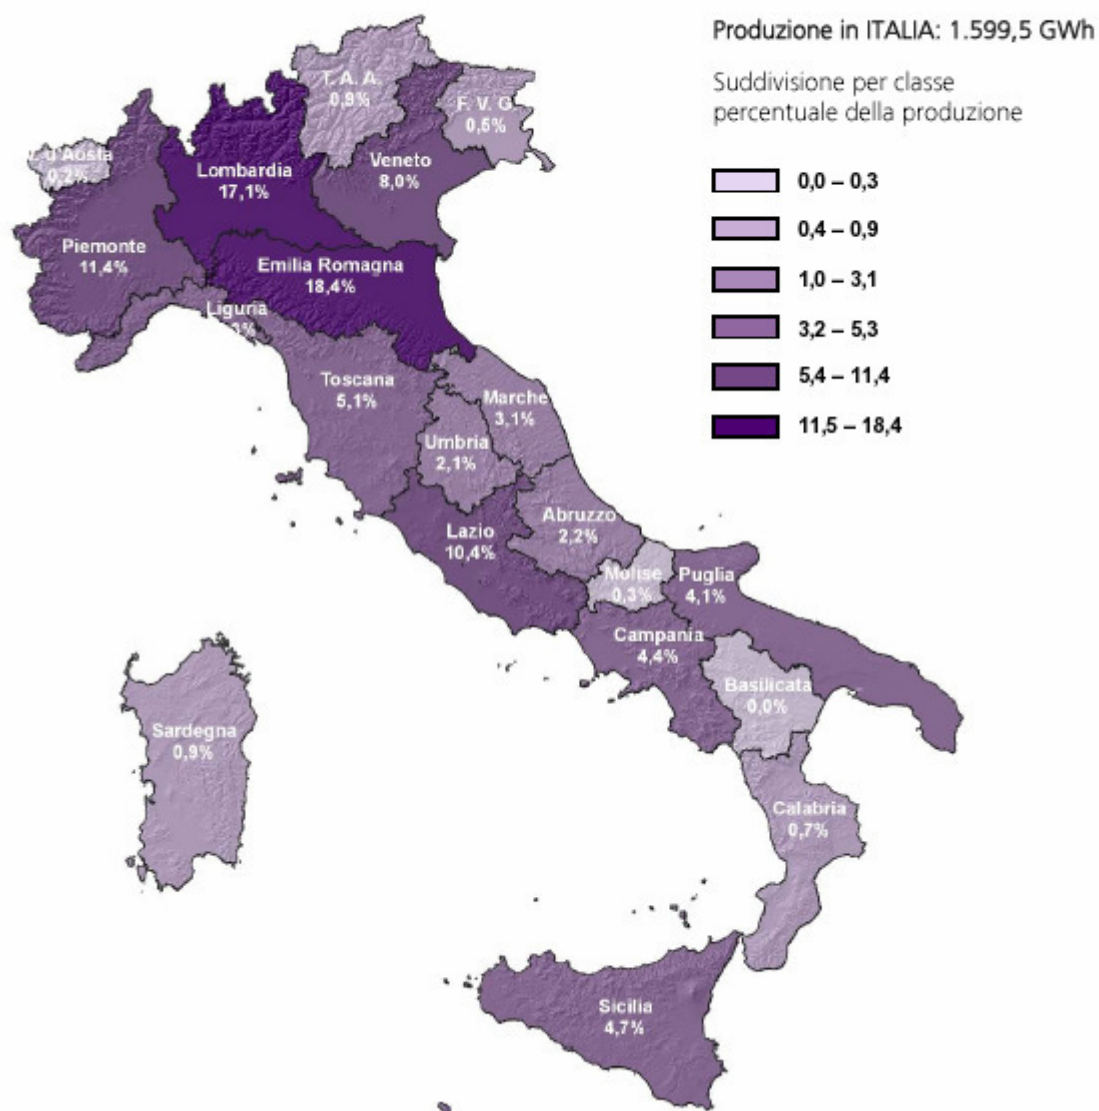 Produzione in ITALIA: 1.599,5 GWh
Suddivisione per classe
percentuale della produzione
0,0 – 0,3
0,4 – 0,9
1,0 – 3,1
3,2 – 5,3
5,4 – 11,4
11,5 – 18,4
T. A. A.
0,9%
F. V. G
0,5%
d'Aosta
0,2%
Lombardia
17,1%
Veneto
8,0%
Piemonte
11,4%
Emilia Romagna
18,4%
Liguria
3%
Toscana
5,1%
Marche
3,1%
Umbria
2,1%
Lazio
10,4%
Abruzzo
2,2%
Molise
0,3%
Puglia
4,1%
Campania
4,4%
Basilicata
0,0%
Sardegna
0,9%
Calabria
0,7%
Sicilia
4,7%